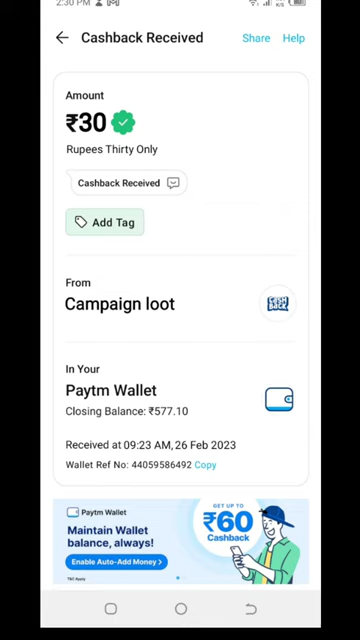 2:30 PM
Cashback Received
Share
Help
Amount
₹30
Rupees Thirty Only
Cashback Received
Add Tag
From
Campaign loot
CASH BACK
In Your
Paytm Wallet
Closing Balance: ₹577.10
Received at 09:23 AM, 26 Feb 2023
Wallet Ref No: 44059586492 Copy
Paytm Wallet
Maintain Wallet
balance, always!
Enable Auto-Add Money >
T&C Apply
GET UP TO
₹60
Cashback